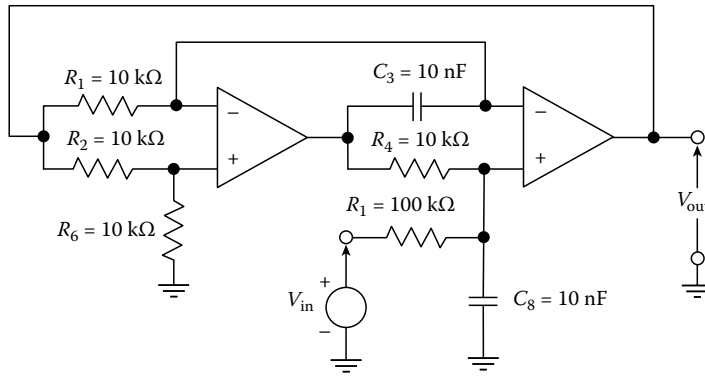 R1 = 10 kΩ
C3 = 10 nF
R2 = 10 kΩ
R4 = 10 kΩ
−
+
−
+
R6 = 10 kΩ
R1 = 100 kΩ
Vout
+
Vin
−
C8 = 10 nF